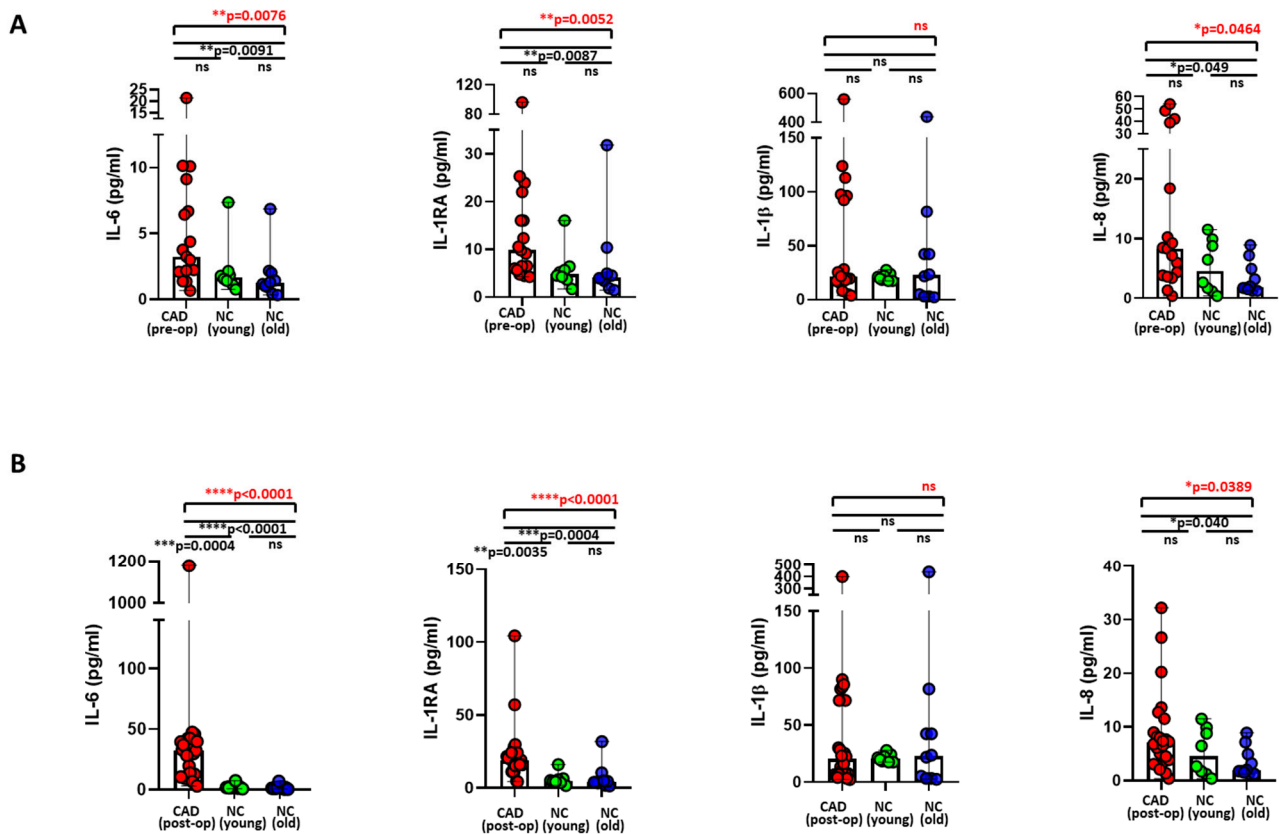 A
**p=0.0076
**p=0.0091
ns ns
IL-6 (pg/ml)
25
20
15
10
5
0
CAD NC NC
(pre-op) (young) (old)
**p=0.0052
**p=0.0087
ns ns
IL-1RA (pg/ml)
120
80
30
20
10
0
CAD NC NC
(pre-op) (young) (old)
ns
ns
ns ns
IL-1β (pg/ml)
600
400
150
100
50
0
CAD NC NC
(pre-op) (young) (old)
*p=0.0464
*p=0.049
ns ns
IL-8 (pg/ml)
60
50
40
30
20
10
0
CAD NC NC
(pre-op) (young) (old)
B
****p<0.0001
****p<0.0001
***p=0.0004 ns
IL-6 (pg/ml)
1200
1000
100
50
0
CAD NC NC
(post-op) (young) (old)
****p<0.0001
***p=0.0004
**p=0.0035 ns
IL-1RA (pg/ml)
150
100
50
0
CAD NC NC
(post-op) (young) (old)
ns
ns
ns ns
IL-1β (pg/ml)
500
400
300
100
50
0
CAD NC NC
(post-op) (young) (old)
*p=0.0389
*p=0.040
ns ns
IL-8 (pg/ml)
40
30
20
10
0
CAD NC NC
(post-op) (young) (old)